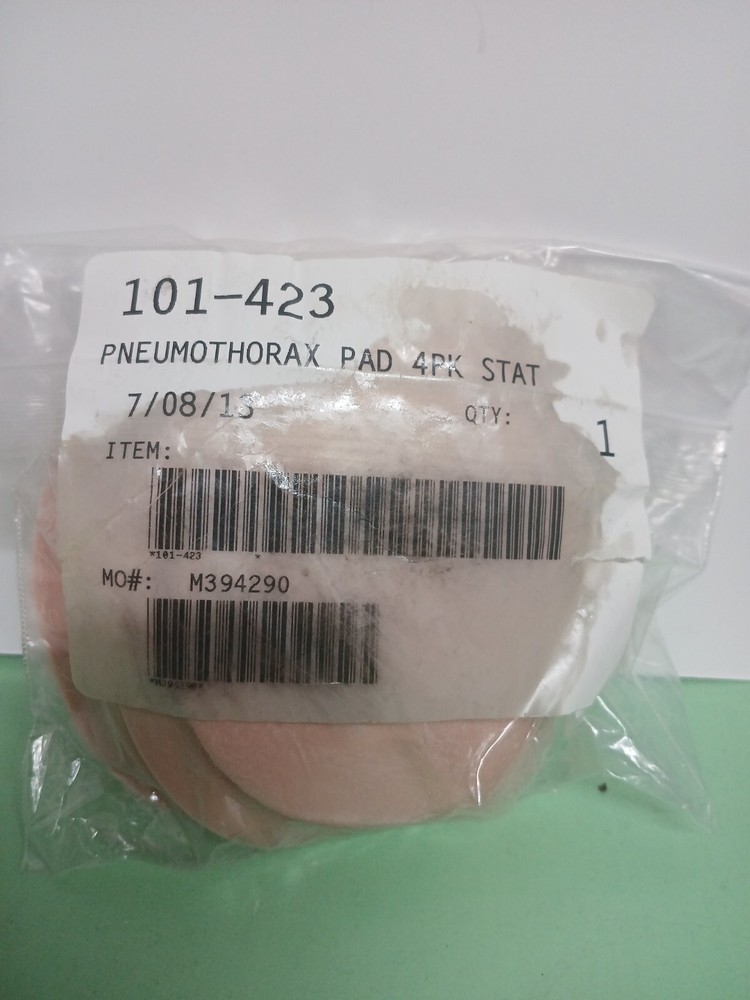 101-423
PNEUMOTHORAX PAD 4PK STAT
7/08/13 QTY: 1
ITEM:
*101-423 *
MO#: M394290